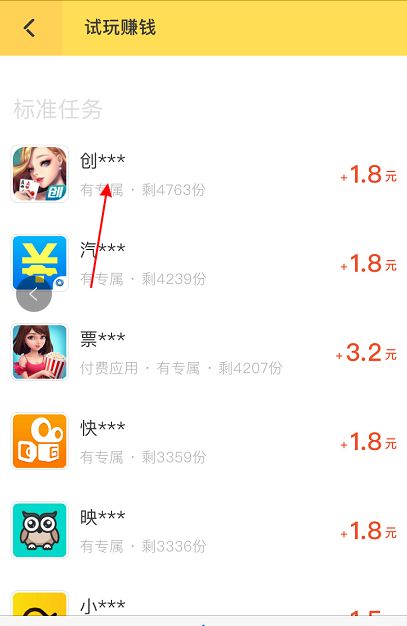 试玩赚钱
标准任务
创***
有专属 · 剩4763份
+1.8元
创
汽***
有专属 · 剩4239份
+1.8元
票***
付费应用 · 有专属 · 剩4207份
+3.2元
快***
有专属 · 剩3359份
+1.8元
映***
有专属 · 剩3336份
+1.8元
小***